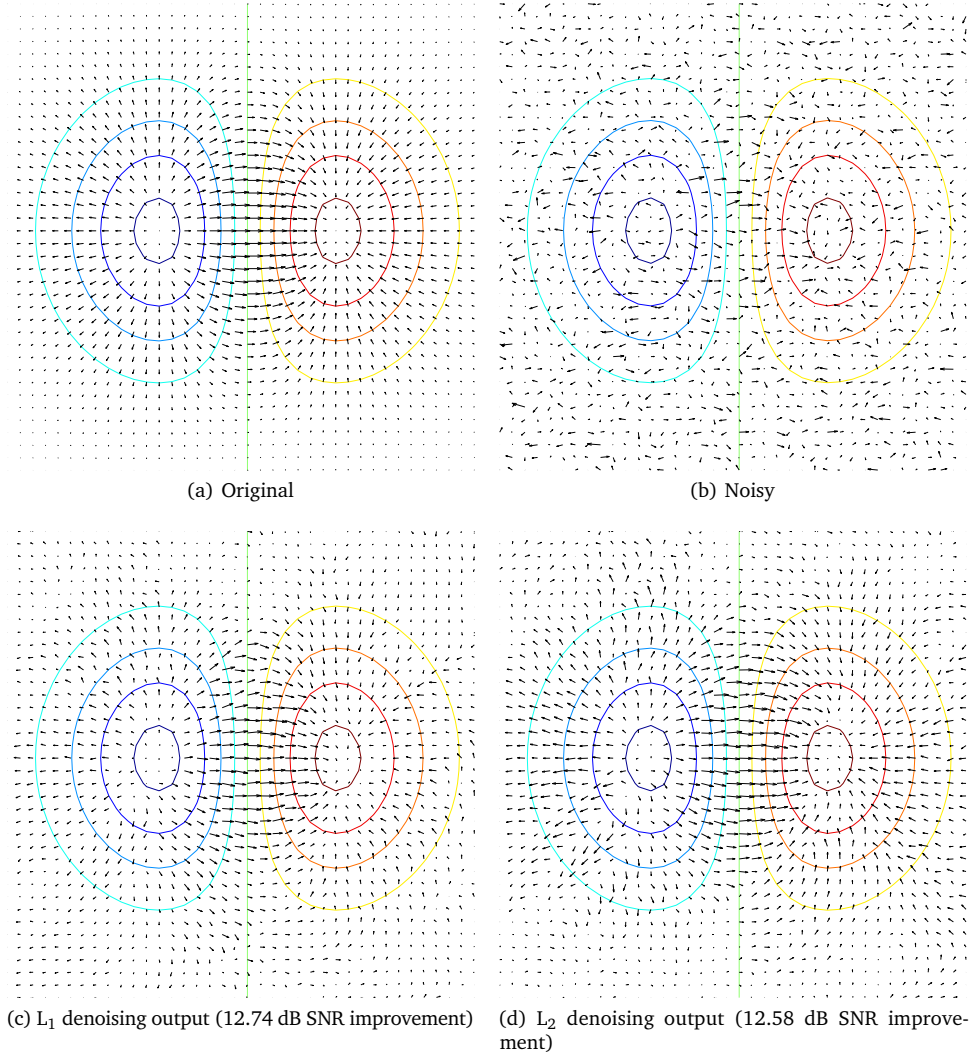 (a) Original
(b) Noisy
(c) L1 denoising output (12.74 dB SNR improvement)
(d) L2 denoising output (12.58 dB SNR improve-
ment)